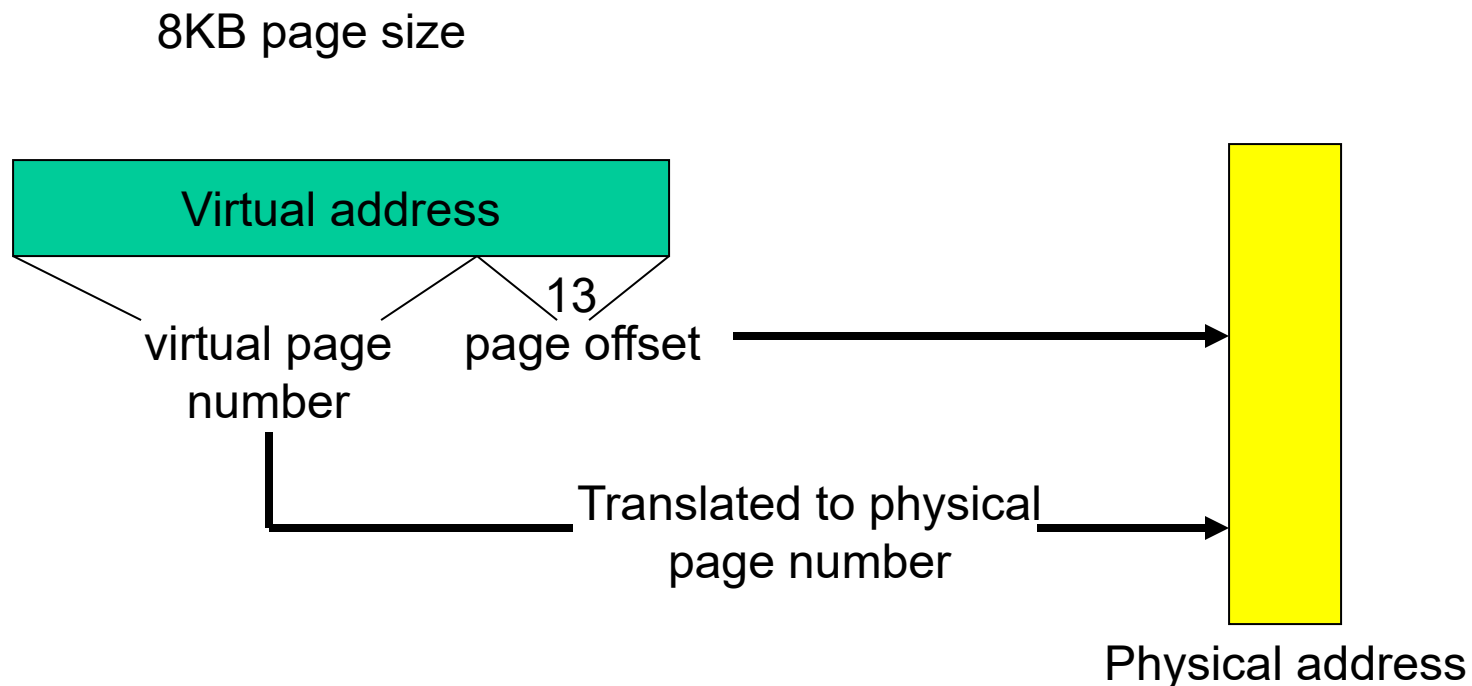 8KB page size
Virtual address
13
virtual page
number
page offset
Translated to physical
page number
Physical address